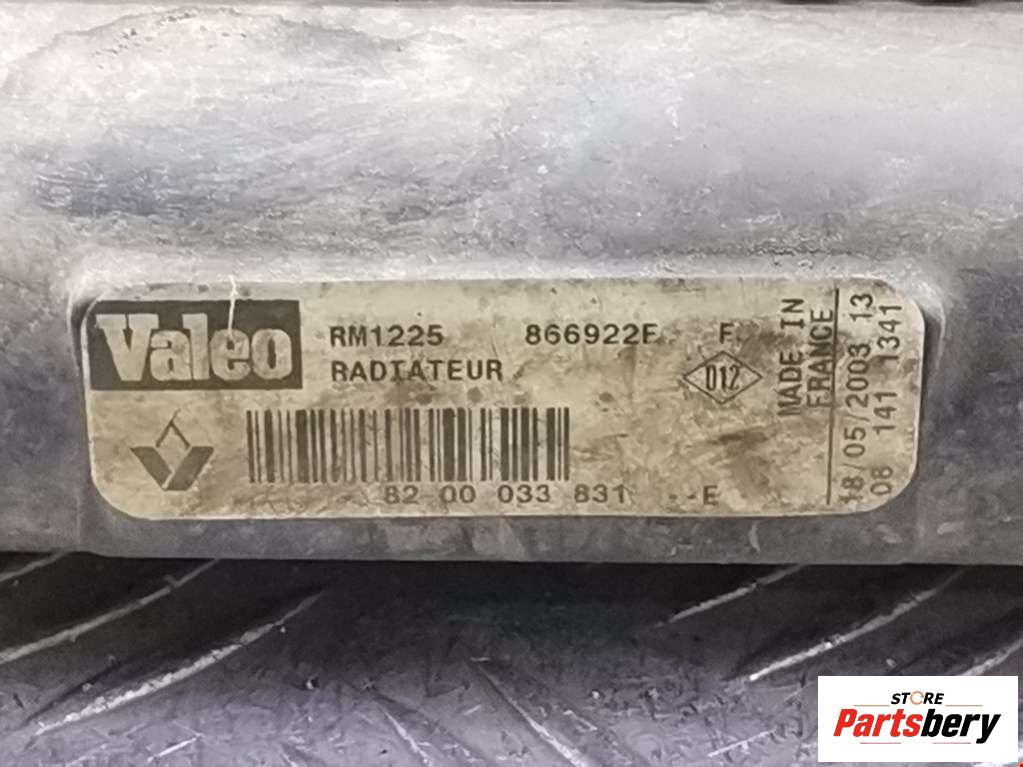 Valeo
RM1225 866922F F
RADIATEUR
012
MADE IN
FRANCE
18/05/2003 13
08 141 1341
82 00 033 831 --E
STORE
Partsbery